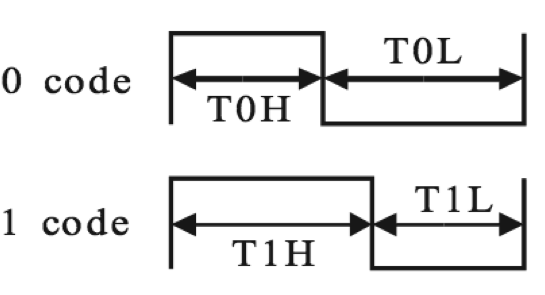 0 code
T0H
T0L
1 code
T1H
T1L